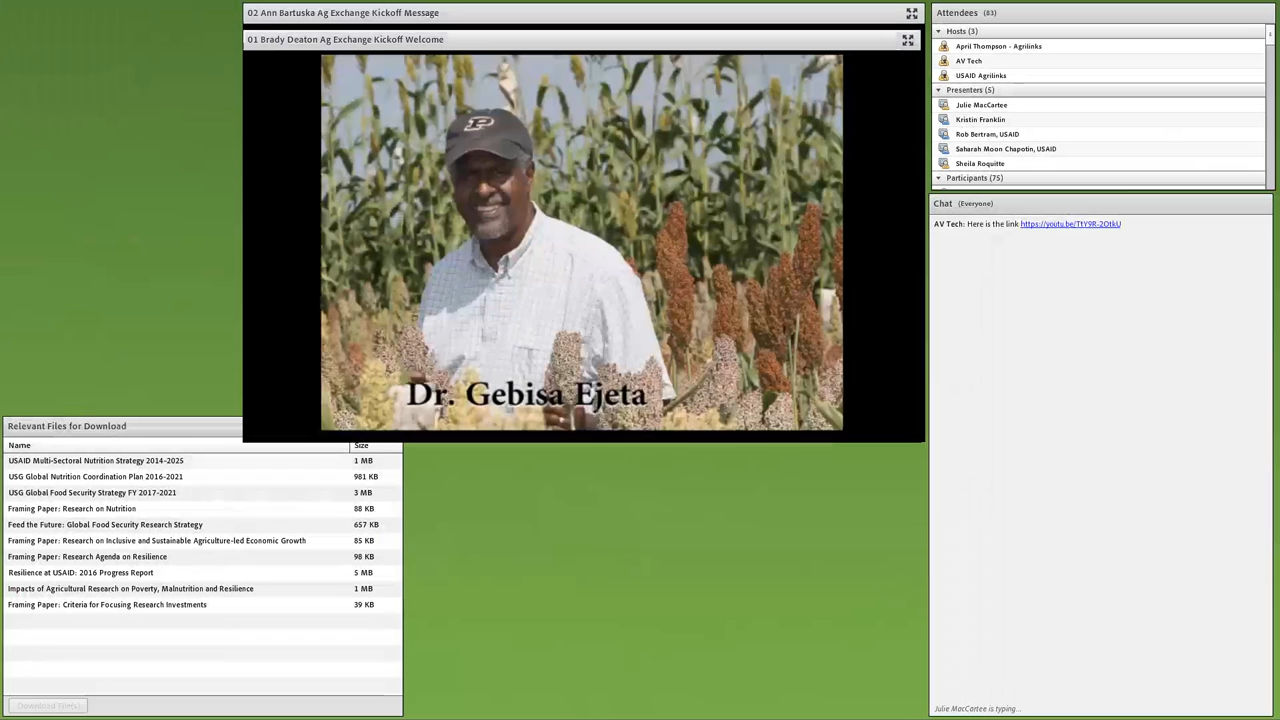 02 Ann Bartuska Ag Exchange Kickoff Message
01 Brady Deaton Ag Exchange Kickoff Welcome
P
Dr. Gebisa Ejeta
Relevant Files for Download
Name Size
USAID Multi-Sectoral Nutrition Strategy 2014-2025 1 MB
USG Global Nutrition Coordination Plan 2016-2021 981 KB
USG Global Food Security Strategy FY 2017-2021 3 MB
Framing Paper: Research on Nutrition 88 KB
Feed the Future: Global Food Security Research Strategy 657 KB
Framing Paper: Research on Inclusive and Sustainable Agriculture-led Economic Growth 85 KB
Framing Paper: Research Agenda on Resilience 98 KB
Resilience at USAID: 2016 Progress Report 5 MB
Impacts of Agricultural Research on Poverty, Malnutrition and Resilience 1 MB
Framing Paper: Criteria for Focusing Research Investments 39 KB
Download File(s)
Attendees (83)
Hosts (3)
April Thompson - Agrilinks
AV Tech
USAID Agrilinks
Presenters (5)
Julie MacCartee
Kristin Franklin
Rob Bertram, USAID
Saharah Moon Chapotin, USAID
Sheila Roquitte
Participants (75)
Chat (Everyone)
AV Tech: Here is the link https://youtu.be/TtY9R-2OtkU
Julie MacCartee is typing...